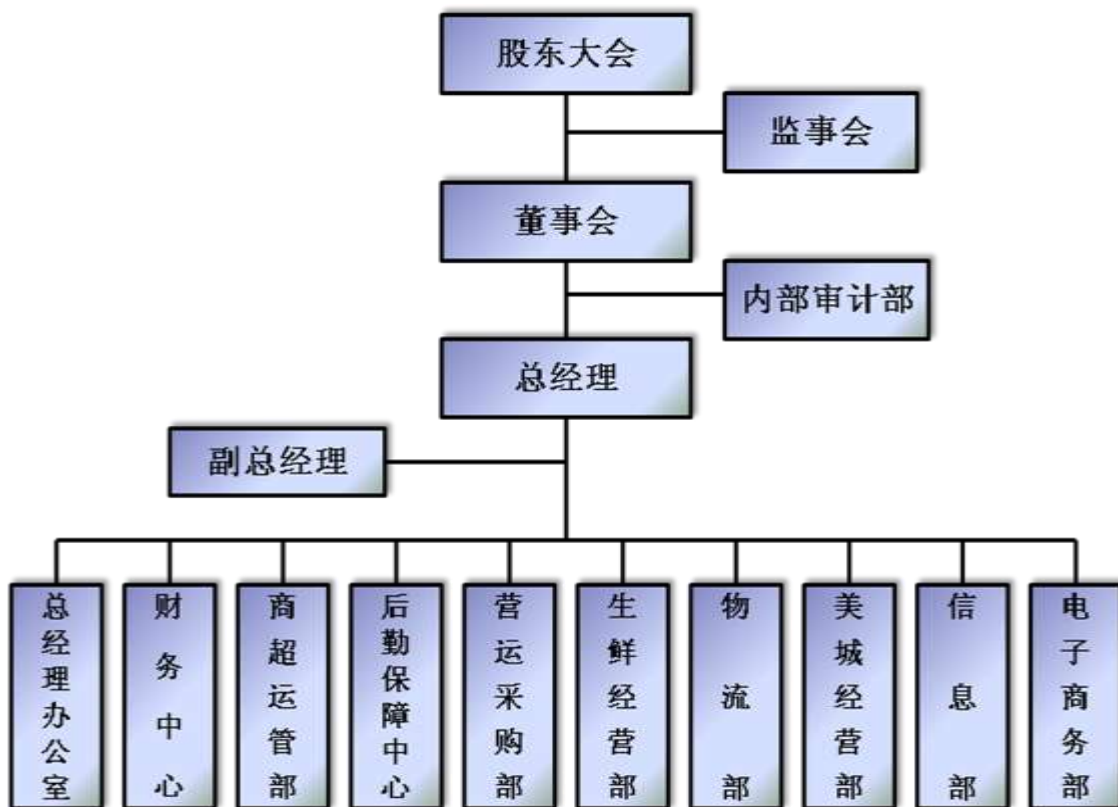 股东大会
监事会
董事会
内部审计部
总经理
副总经理
总经理办公室
财务中心
商超运管部
后勤保障中心
营运采购部
生鲜经营部
物流部
美城经营部
信息部
电子商务部